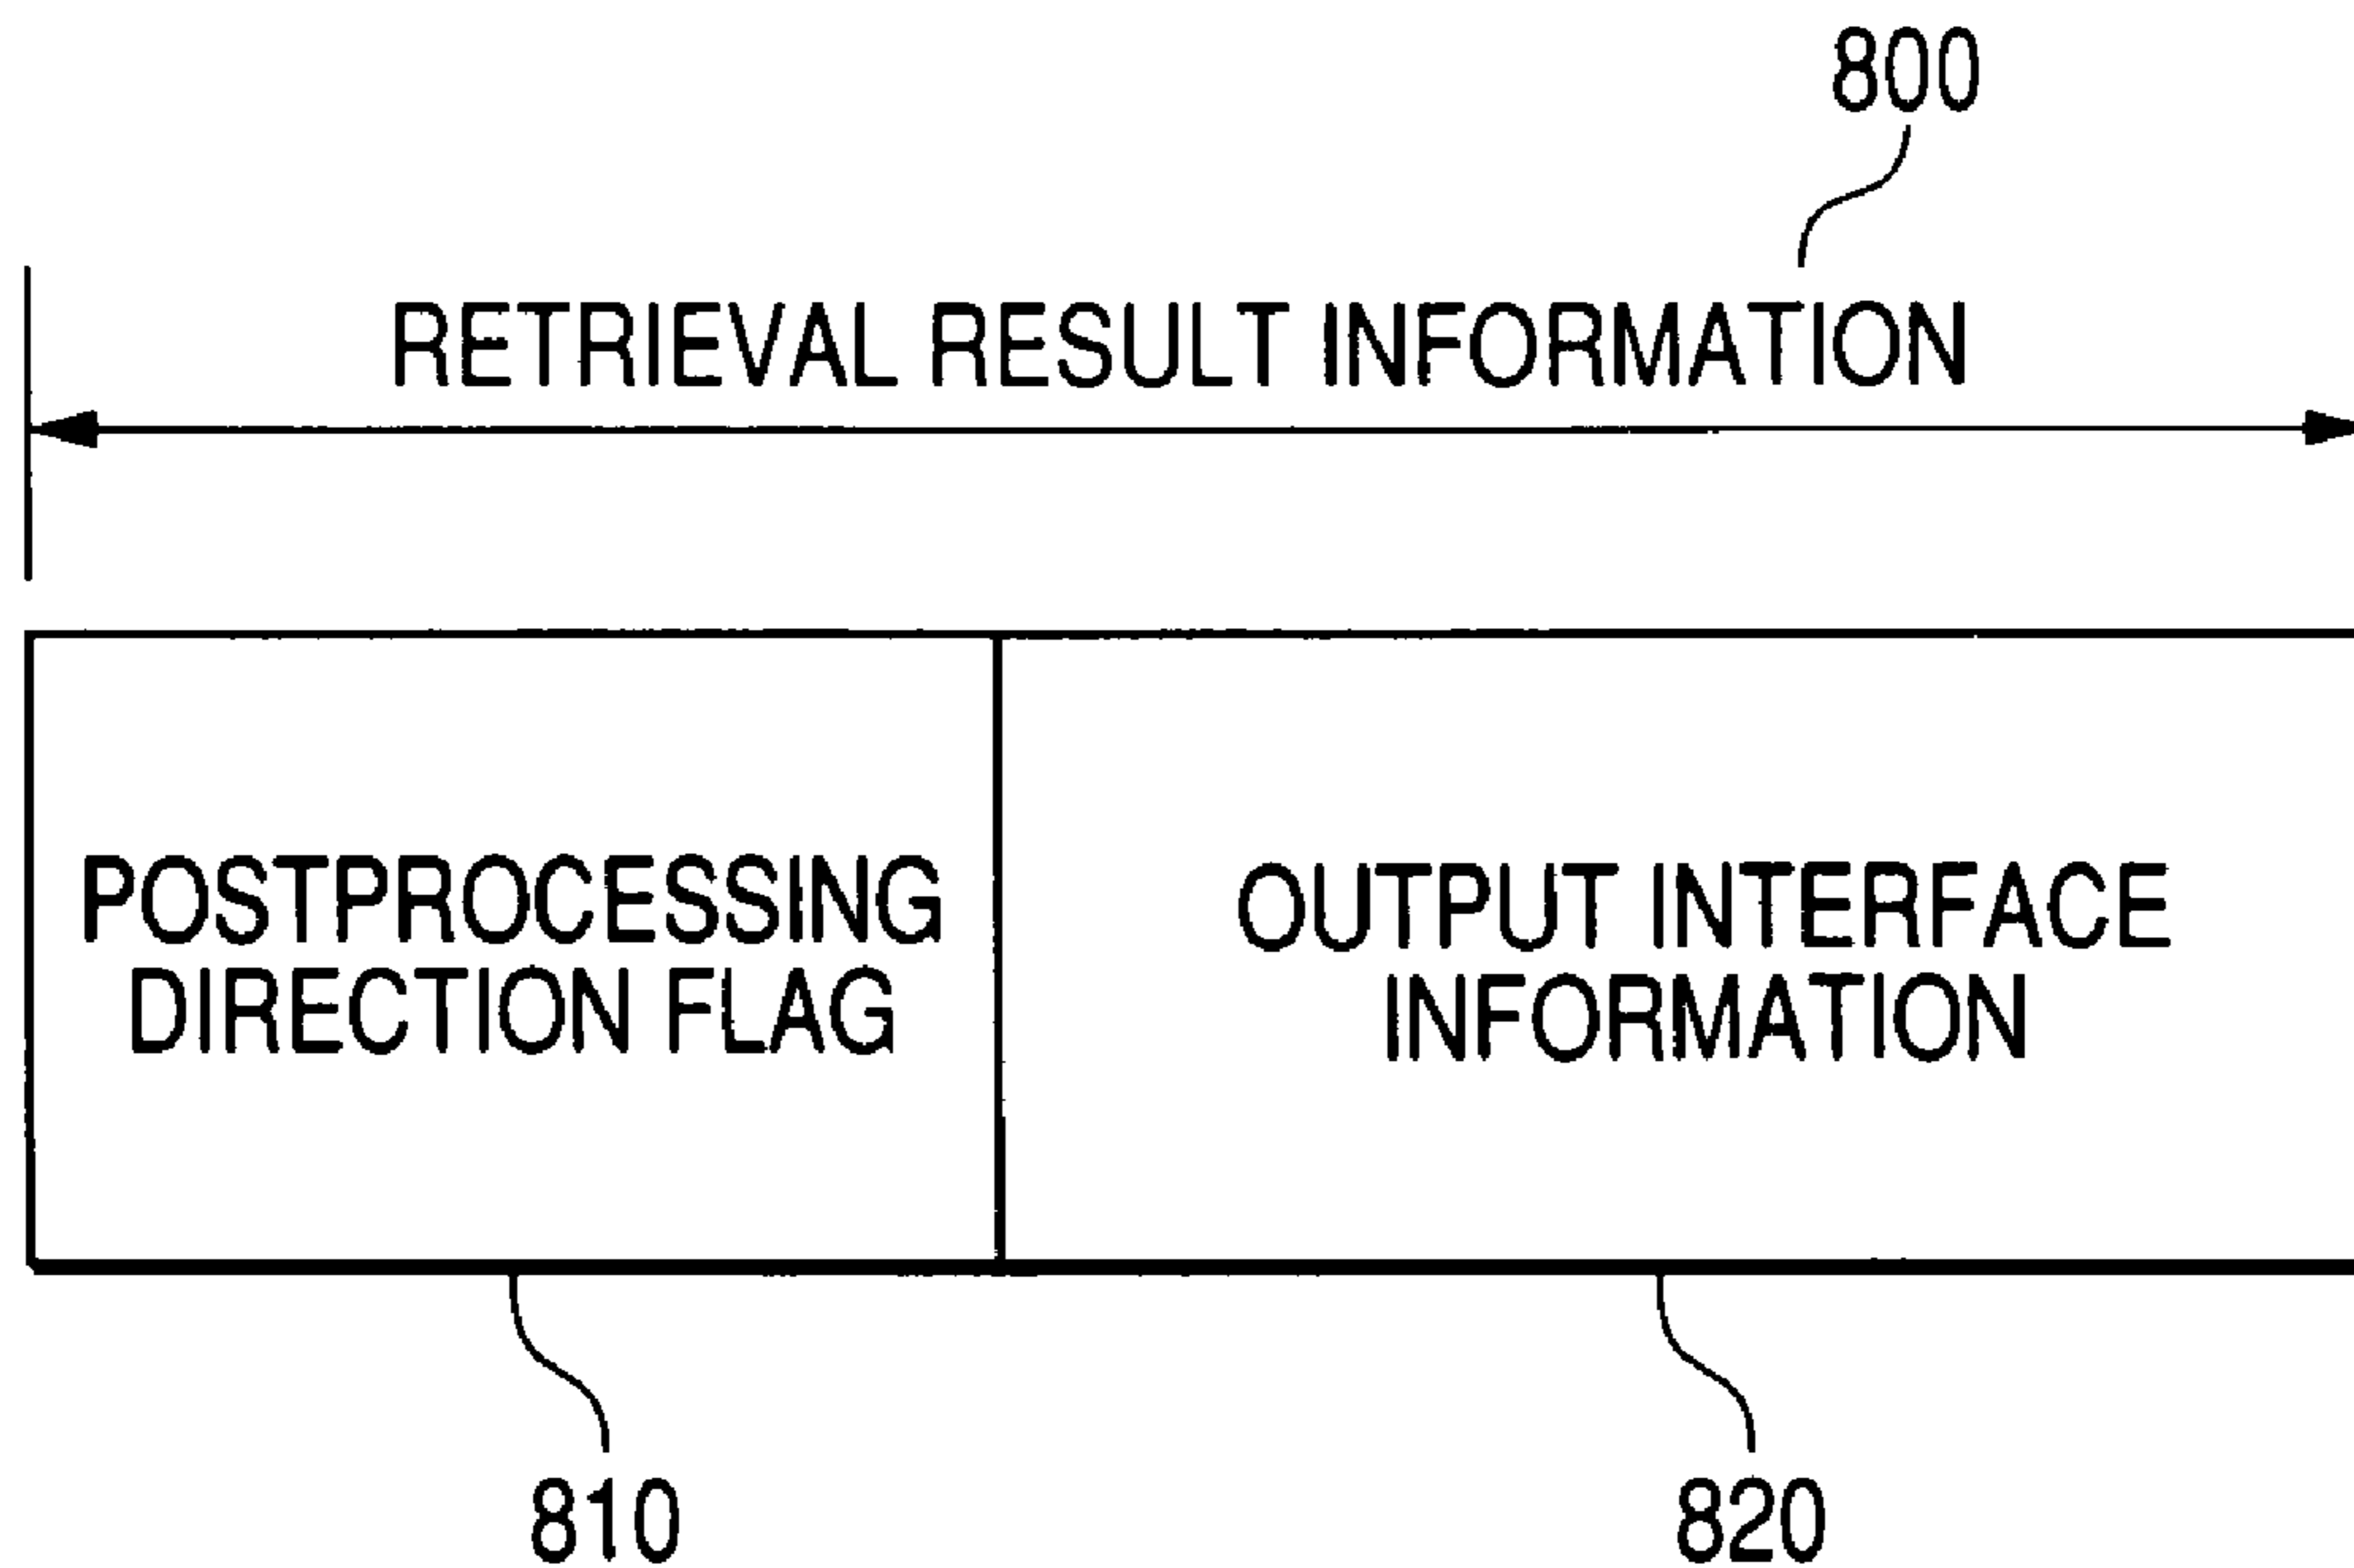 800
RETRIEVAL RESULT INFORMATION
POSTPROCESSING
DIRECTION FLAG
OUTPUT INTERFACE
INFORMATION
810
820